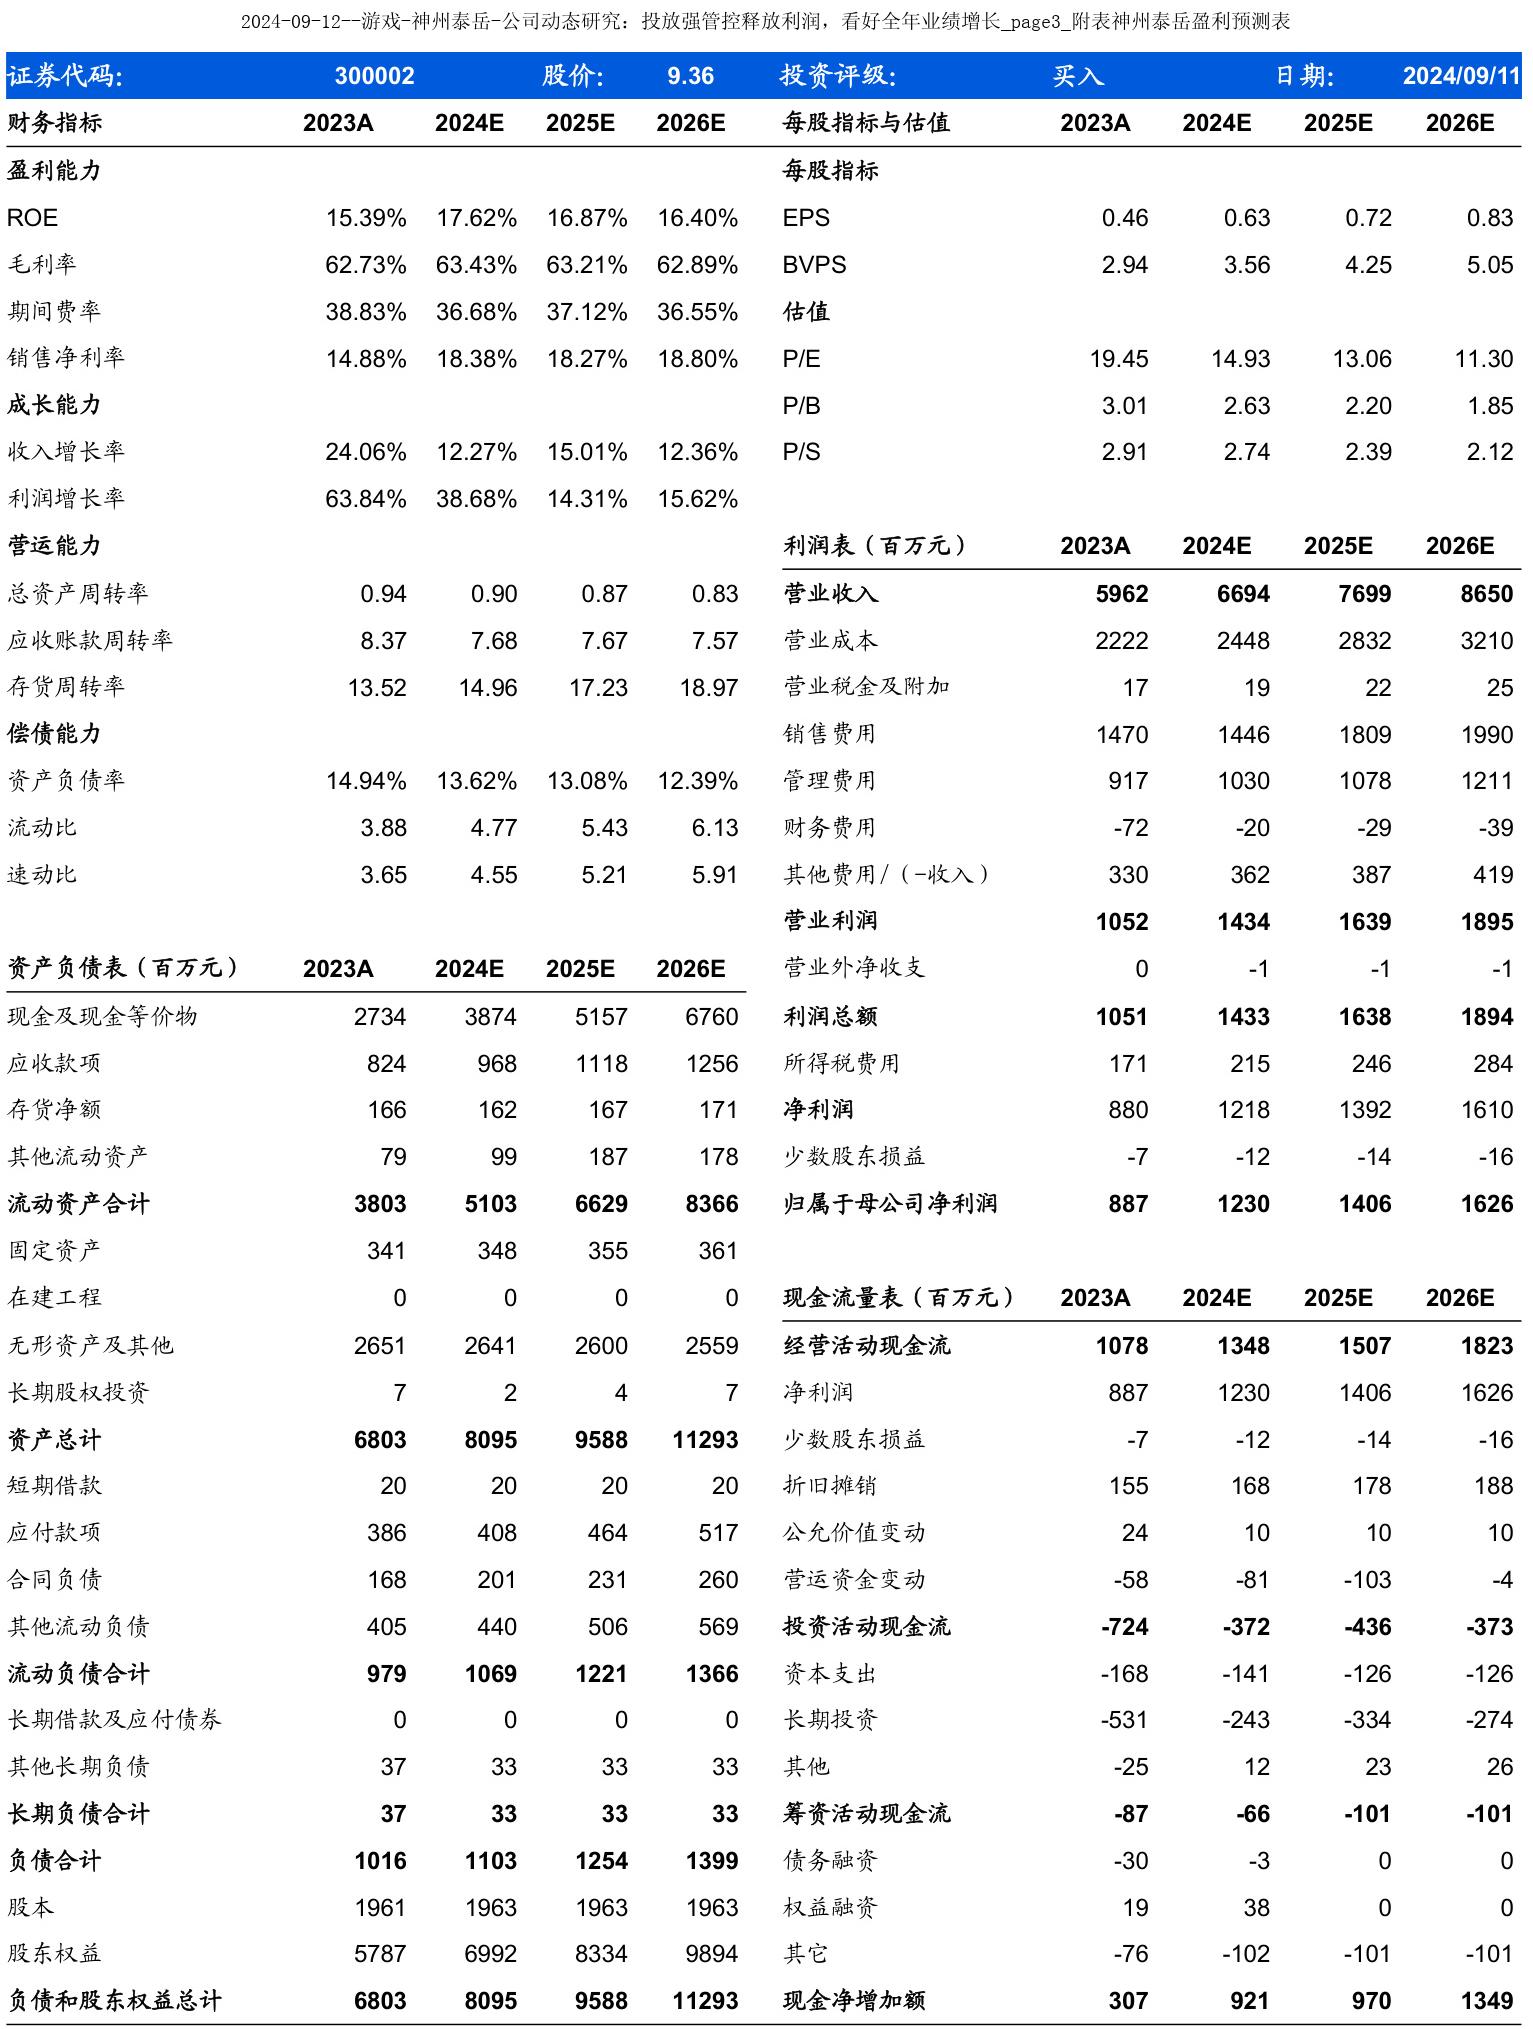 2024-09-12--游戏-神州泰岳-公司动态研究：投放强管控释放利润，看好全年业绩增长_page3_附表神州泰岳盈利预测表
证券代码： 300002 股价： 9.36 投资评级： 买入 日期： 2024/09/11
财务指标 2023A 2024E 2025E 2026E
盈利能力
ROE 15.39% 17.62% 16.87% 16.40%
毛利率 62.73% 63.43% 63.21% 62.89%
期间费率 38.83% 36.68% 37.12% 36.55%
销售净利率 14.88% 18.38% 18.27% 18.80%
成长能力
收入增长率 24.06% 12.27% 15.01% 12.36%
利润增长率 63.84% 38.68% 14.31% 15.62%
营运能力
总资产周转率 0.94 0.90 0.87 0.83
应收账款周转率 8.37 7.68 7.67 7.57
存货周转率 13.52 14.96 17.23 18.97
偿债能力
资产负债率 14.94% 13.62% 13.08% 12.39%
流动比 3.88 4.77 5.43 6.13
速动比 3.65 4.55 5.21 5.91
资产负债表（百万元） 2023A 2024E 2025E 2026E
现金及现金等价物 2734 3874 5157 6760
应收款项 824 968 1118 1256
存货净额 166 162 167 171
其他流动资产 79 99 187 178
流动资产合计 3803 5103 6629 8366
固定资产 341 348 355 361
在建工程 0 0 0 0
无形资产及其他 2651 2641 2600 2559
长期股权投资 7 2 4 7
资产总计 6803 8095 9588 11293
短期借款 20 20 20 20
应付款项 386 408 464 517
合同负债 168 201 231 260
其他流动负债 405 440 506 569
流动负债合计 979 1069 1221 1366
长期借款及应付债券 0 0 0 0
其他长期负债 37 33 33 33
长期负债合计 37 33 33 33
负债合计 1016 1103 1254 1399
股本 1961 1963 1963 1963
股东权益 5787 6992 8334 9894
负债和股东权益总计 6803 8095 9588 11293
每股指标与估值 2023A 2024E 2025E 2026E
每股指标
EPS 0.46 0.63 0.72 0.83
BVPS 2.94 3.56 4.25 5.05
估值
P/E 19.45 14.93 13.06 11.30
P/B 3.01 2.63 2.20 1.85
P/S 2.91 2.74 2.39 2.12
利润表（百万元） 2023A 2024E 2025E 2026E
营业收入 5962 6694 7699 8650
营业成本 2222 2448 2832 3210
营业税金及附加 17 19 22 25
销售费用 1470 1446 1809 1990
管理费用 917 1030 1078 1211
财务费用 -72 -20 -29 -39
其他费用/（-收入） 330 362 387 419
营业利润 1052 1434 1639 1895
营业外净收支 0 -1 -1 -1
利润总额 1051 1433 1638 1894
所得税费用 171 215 246 284
净利润 880 1218 1392 1610
少数股东损益 -7 -12 -14 -16
归属于母公司净利润 887 1230 1406 1626
现金流量表（百万元） 2023A 2024E 2025E 2026E
经营活动现金流 1078 1348 1507 1823
净利润 887 1230 1406 1626
少数股东损益 -7 -12 -14 -16
折旧摊销 155 168 178 188
公允价值变动 24 10 10 10
营运资金变动 -58 -81 -103 -4
投资活动现金流 -724 -372 -436 -373
资本支出 -168 -141 -126 -126
长期投资 -531 -243 -334 -274
其他 -25 12 23 26
筹资活动现金流 -87 -66 -101 -101
债务融资 -30 -3 0 0
权益融资 19 38 0 0
其它 -76 -102 -101 -101
现金净增加额 307 921 970 1349